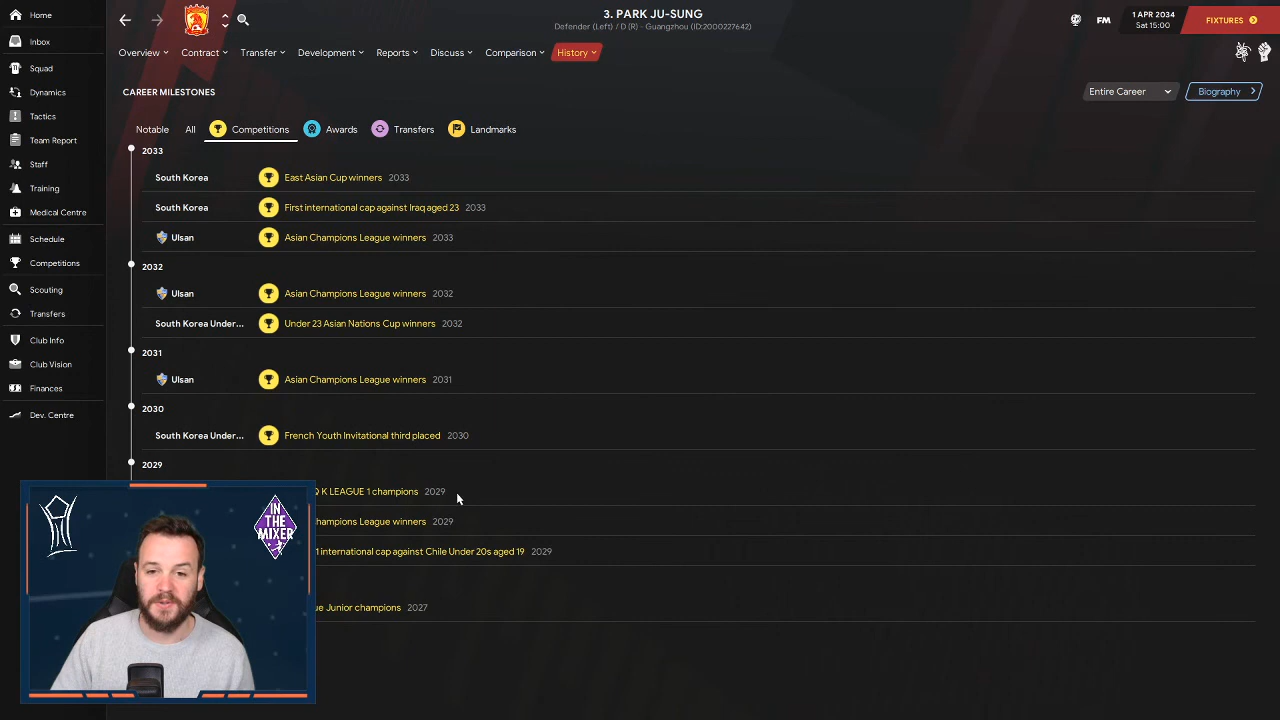 3. PARK JU-SUNG
Defender (Left) / D (R) - Guangzhou (ID:2000227642)
FM
1 APR 2034
Sat 15:00
FIXTURES
Home
Inbox
Squad
Dynamics
Tactics
Team Report
Staff
Training
Medical Centre
Schedule
Competitions
Scouting
Transfers
Club Info
Club Vision
Finances
Dev. Centre
Overview
Contract
Transfer
Development
Reports
Discuss
Comparison
History
CAREER MILESTONES
Entire Career
Biography
Notable
All
Competitions
Awards
Transfers
Landmarks
2033
South Korea East Asian Cup winners 2033
South Korea First international cap against Iraq aged 23 2033
Ulsan Asian Champions League winners 2033
2032
Ulsan Asian Champions League winners 2032
South Korea Under... Under 23 Asian Nations Cup winners 2032
2031
Ulsan Asian Champions League winners 2031
2030
South Korea Under... French Youth Invitational third placed 2030
2029
Q K LEAGUE 1 champions 2029
hampions League winners 2029
1 international cap against Chile Under 20s aged 19 2029
ue Junior champions 2027
IN
THE
MIXER